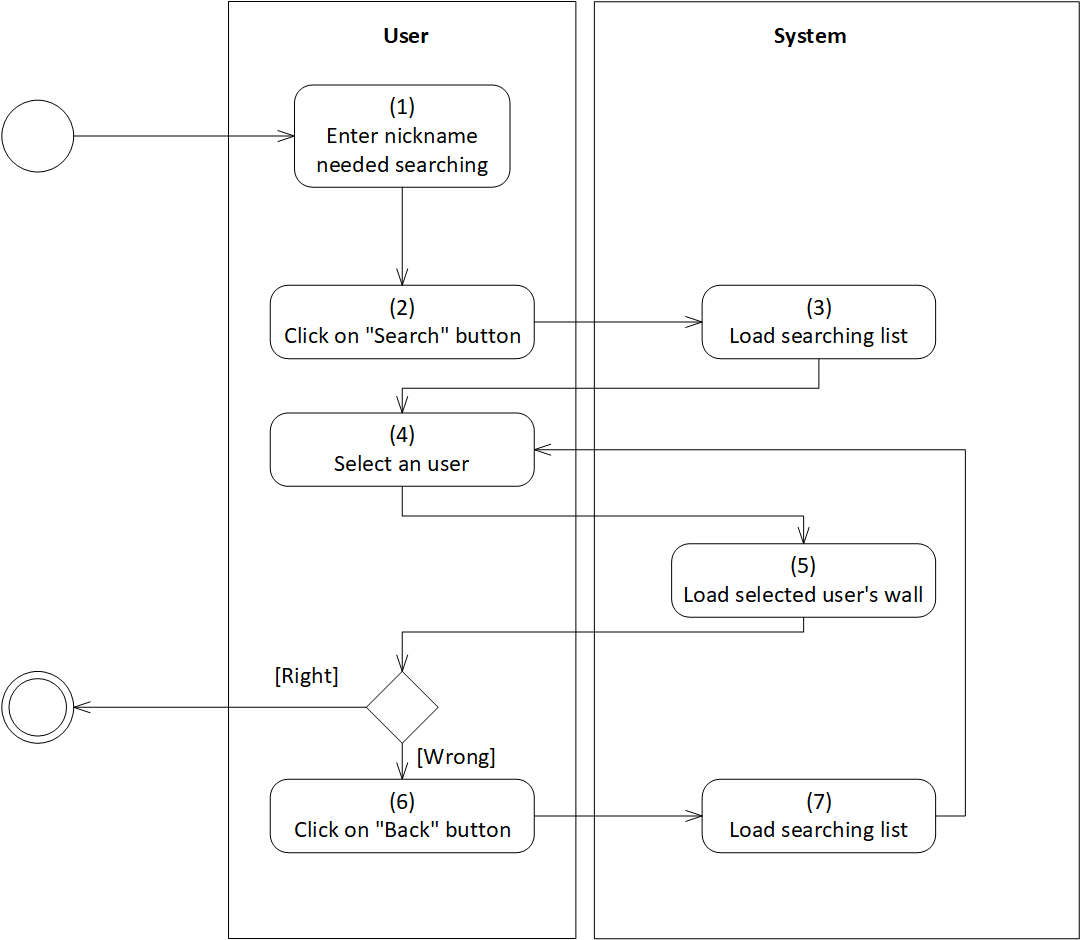 User
System
(1)
Enter nickname
needed searching
(2)
Click on "Search" button
(3)
Load searching list
(4)
Select an user
(5)
Load selected user's wall
[Right]
[Wrong]
(6)
Click on "Back" button
(7)
Load searching list